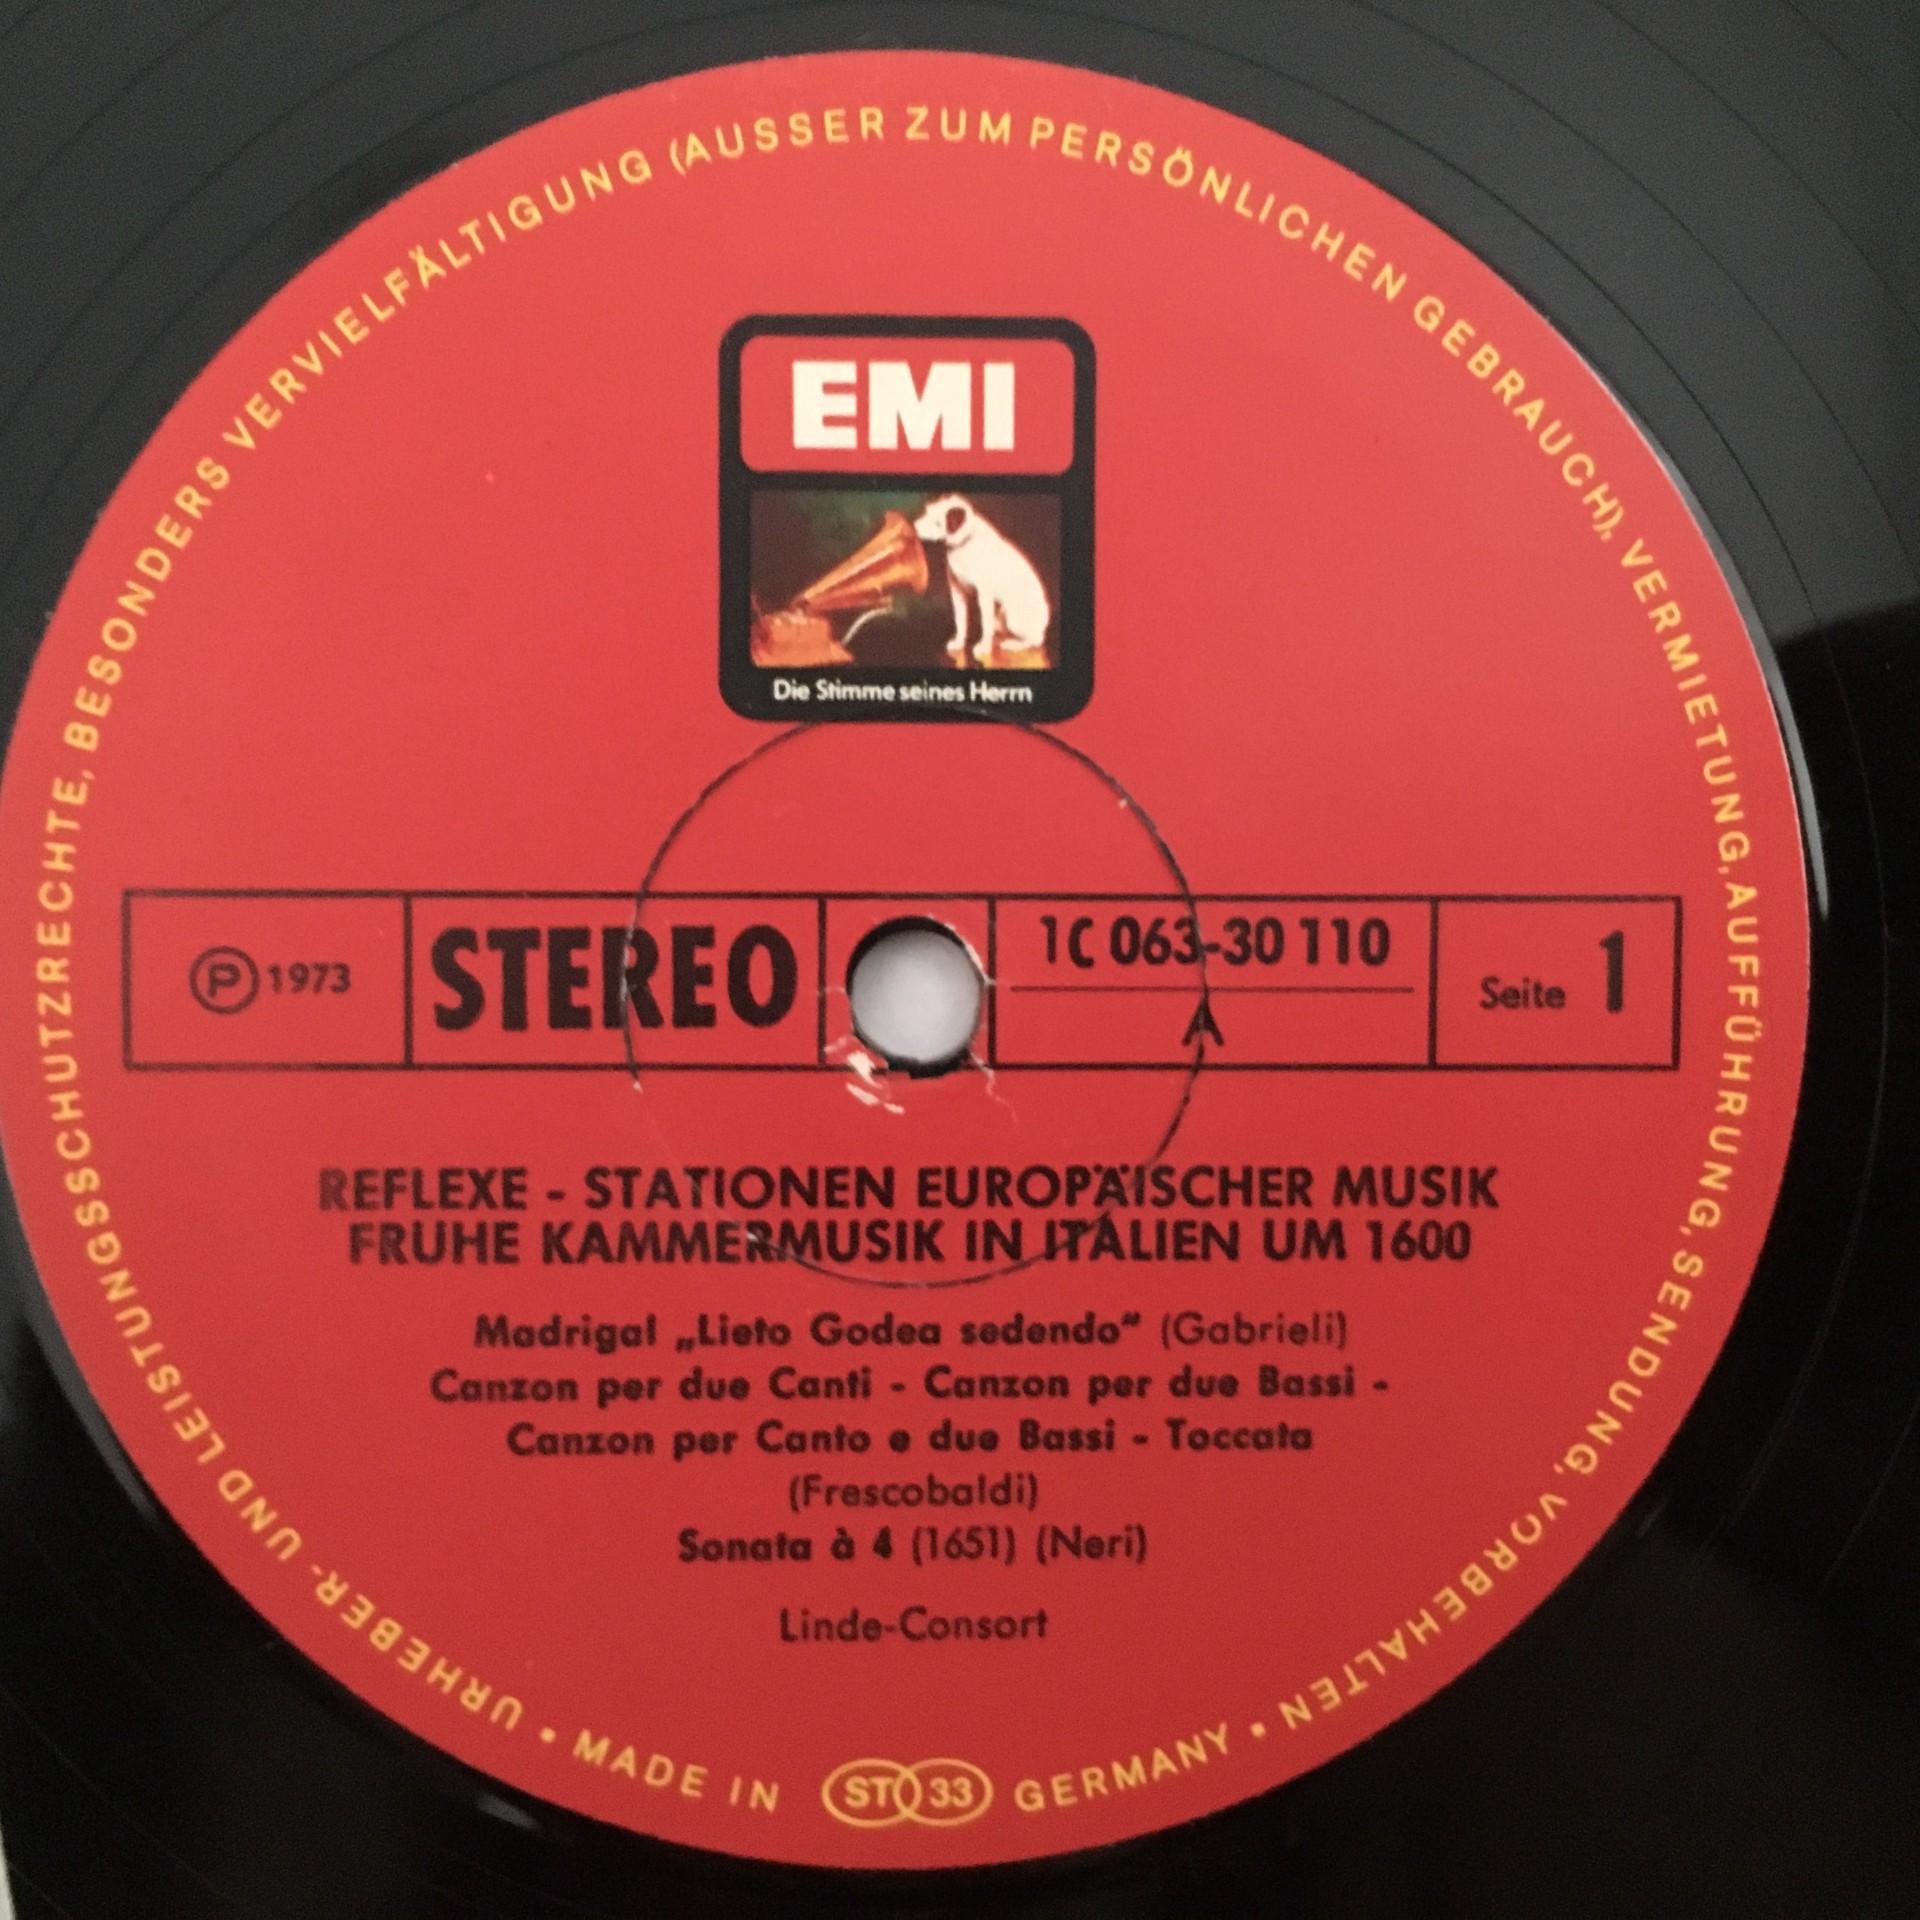 URHEBER- UND LEISTUNGSSCHUTZRECHTE, BESONDERS VERVIELFÄLTIGUNG (AUSSER ZUM PERSÖNLICHEN GEBRAUCH), VERMIETUNG, AUFFÜHRUNG, SENDUNG, VORBEHALTEN •
EMI
Die Stimme seines Herrn
Ⓟ 1973
STEREO
1C 063-30 110
A
Seite 1
REFLEXE - STATIONEN EUROPÄISCHER MUSIK
FRUHE KAMMERMUSIK IN ITALIEN UM 1600
Madrigal „Lieto Godea sedendo“ (Gabrieli)
Canzon per due Canti - Canzon per due Bassi -
Canzon per Canto e due Bassi - Toccata
(Frescobaldi)
Sonata à 4 (1651) (Neri)
Linde-Consort
• MADE IN ST 33 GERMANY